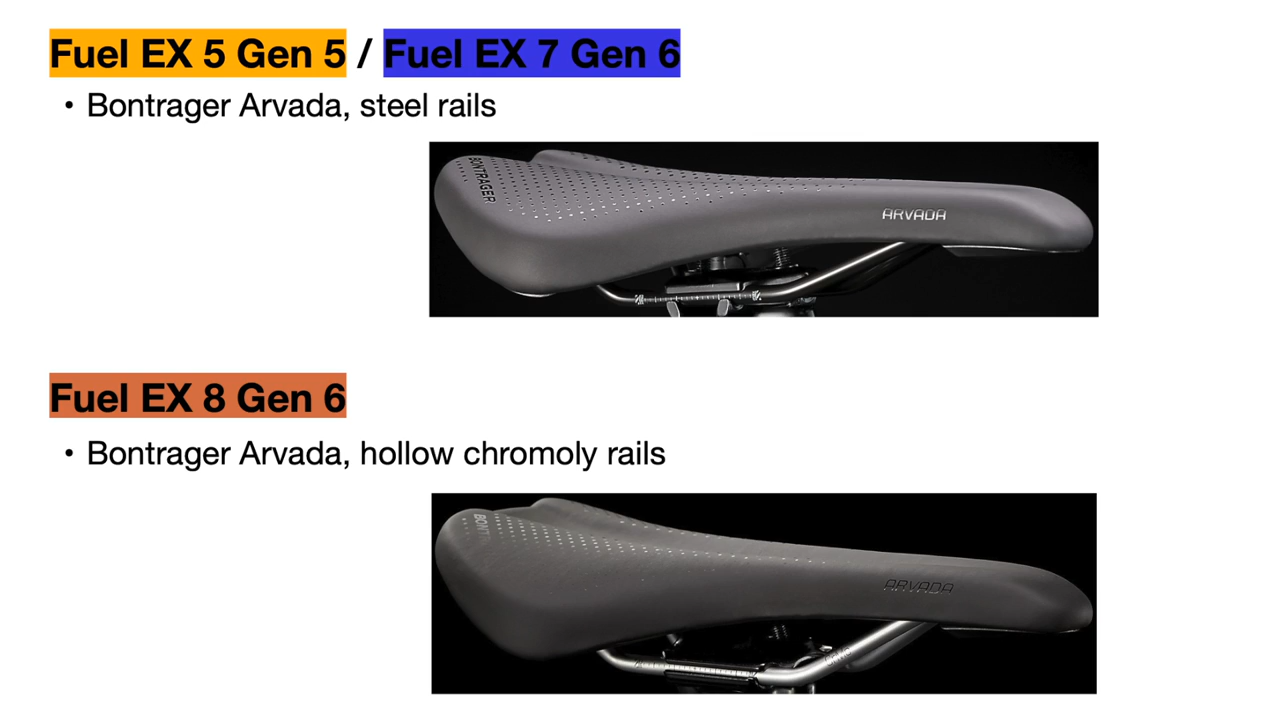 Fuel EX 5 Gen 5 / Fuel EX 7 Gen 6
• Bontrager Arvada, steel rails
BONTRAGER
ARVADA
Fuel EX 8 Gen 6
• Bontrager Arvada, hollow chromoly rails
ARVADA